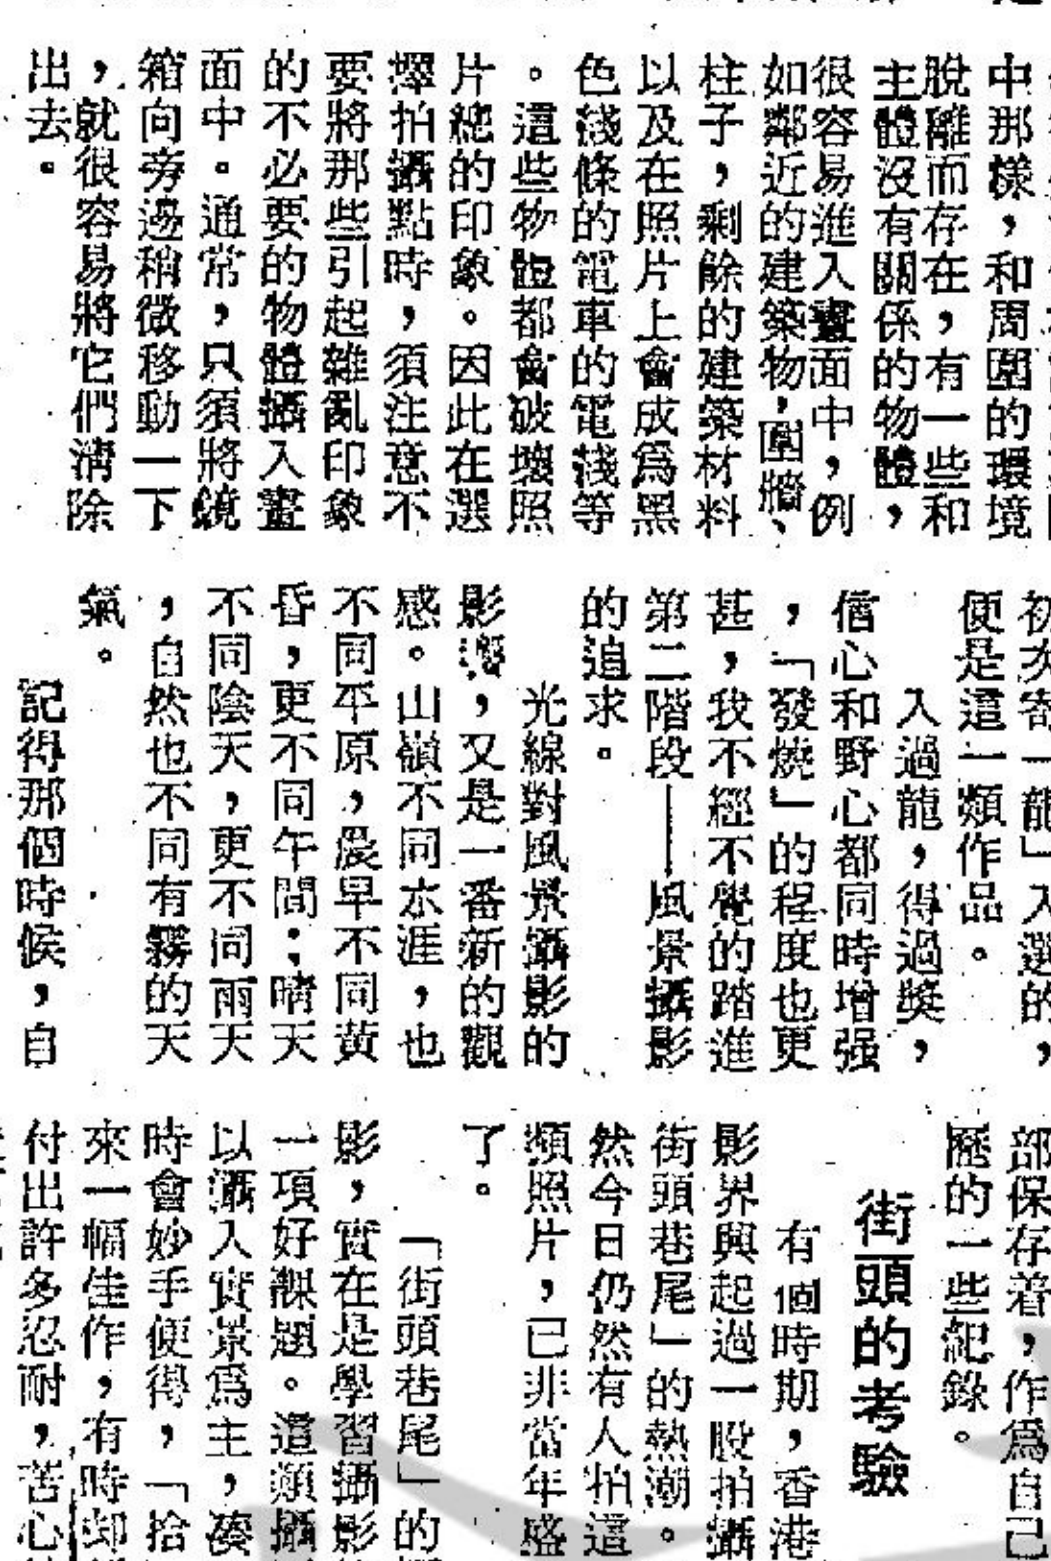 中那樣，和周圍的環境
脫離而存在，有一些和
主體沒有關係的物體，
很容易進入畫面中，例
如鄰近的建築物，圍牆、
柱子，剩餘的建築材料
以及在照片上會成爲黑
色綫條的電車的電綫等
。這些物體都會破壞照
片總的印象。因此在選
擇拍攝點時，須注意不
要將那些引起雜亂印象
的不必要的物體攝入畫
面中。通常，只須將鏡
箱向旁邊稍微移動一下
，就很容易將它們清除
出去。
初次寄「龍」入選的，
便是這一類作品。
入過龍，得過獎，
信心和野心都同時增强
，「發燒」的程度也更
甚，我不經不覺的踏進
第二階段——風景攝影
的追求。
光線對風景攝影的
影響，又是一番新的觀
感。山嶺不同水涯，也
不同平原，晨早不同黃
昏，更不同午間；晴天
不同陰天，更不同雨天
，自然也不同有霧的天
氣。
記得那個時候，自
部保存着，作爲自己
歷的一些紀錄。
街頭的考驗
有個時期，香港
影界興起過一股拍攝
街頭巷尾」的熱潮。
然今日仍然有人拍這
類照片，已非當年盛
了。
「街頭巷尾」的
影，實在是學習攝影
一項好課題。這類攝
以攝入實景爲主，湊
時會妙手便得，「拾
來一幅佳作，有時却
付出許多忍耐，苦心